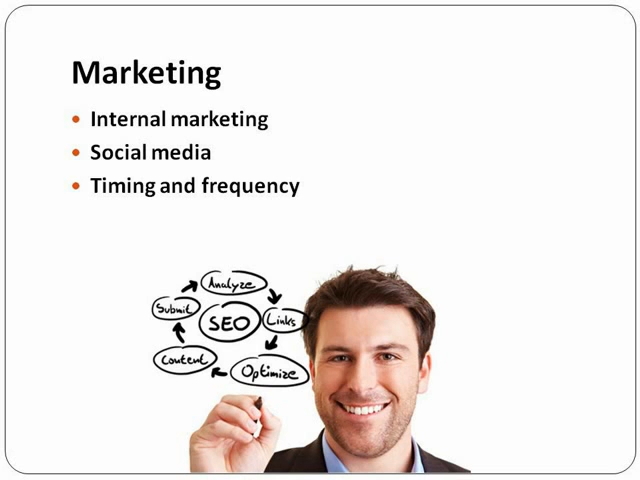 Marketing
Internal marketing
Social media
Timing and frequency
Analyze
Submit
SEO
Links
Content
Optimize